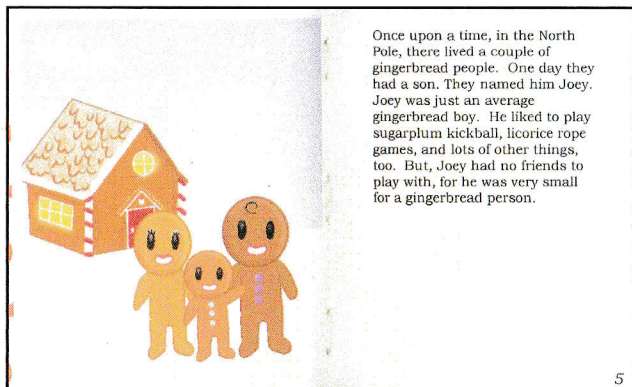 Once upon a time, in the North
Pole, there lived a couple of
gingerbread people. One day they
had a son. They named him Joey.
Joey was just an average
gingerbread boy. He liked to play
sugarplum kickball, licorice rope
games, and lots of other things,
too. But, Joey had no friends to
play with, for he was very small
for a gingerbread person.
5